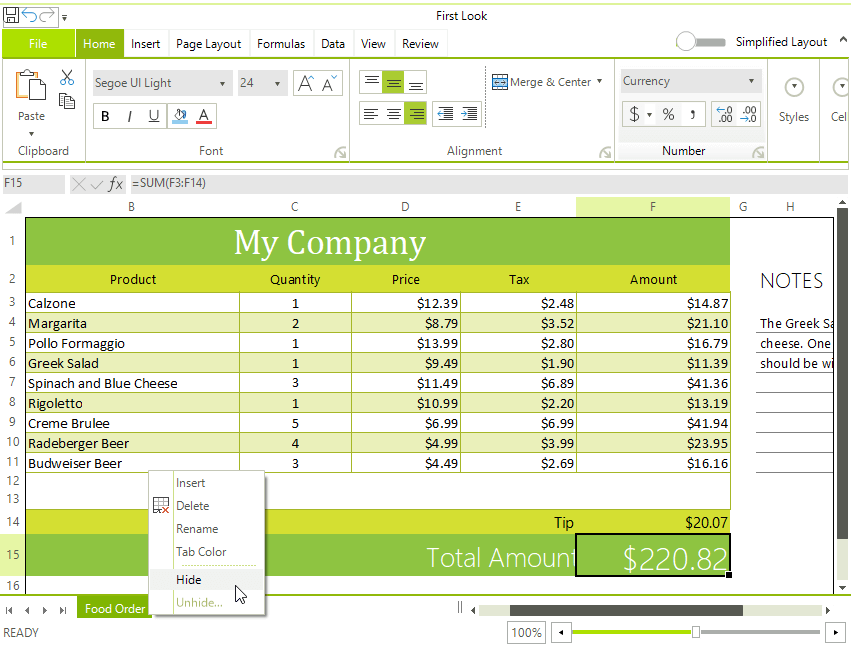 First Look
File Home Insert Page Layout Formulas Data View Review Simplified Layout
Segoe UI Light 24 A A Merge & Center Currency
Paste B I U A $ % , .00 .00 Styles Cel
Clipboard Font Alignment Number
F15 fx =SUM(F3:F14)
B C D E F G H
1 My Company
2 Product Quantity Price Tax Amount NOTES
3 Calzone 1 $12.39 $2.48 $14.87
4 Margarita 2 $8.79 $3.52 $21.10 The Greek Sa
5 Pollo Formaggio 1 $13.99 $2.80 $16.79 cheese. One
6 Greek Salad 1 $9.49 $1.90 $11.39 should be wi
7 Spinach and Blue Cheese 3 $11.49 $6.89 $41.36
8 Rigoletto 1 $10.99 $2.20 $13.19
9 Creme Brulee 5 $6.99 $6.99 $41.94
10 Radeberger Beer 4 $4.99 $3.99 $23.95
11 Budweiser Beer 3 $4.49 $2.69 $16.16
12
13
14 Tip $20.07
15 Total Amount $220.82
16
Insert
Delete
Rename
Tab Color
Hide
Unhide...
Food Order
READY 100%